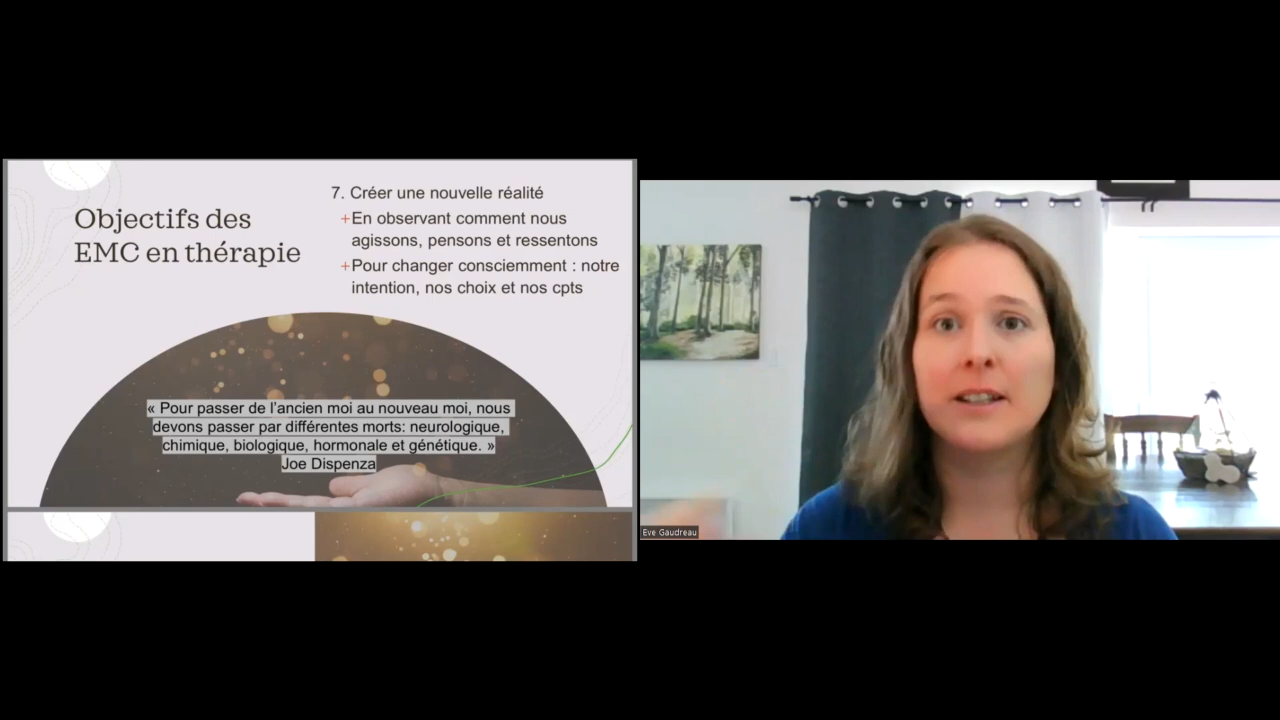 Objectifs des
EMC en thérapie
7. Créer une nouvelle réalité
+En observant comment nous
agissons, pensons et ressentons
+Pour changer consciemment : notre
intention, nos choix et nos cpts
« Pour passer de l'ancien moi au nouveau moi, nous
devons passer par différentes morts: neurologique,
chimique, biologique, hormonale et génétique. »
Joe Dispenza
Eve Gaudreau